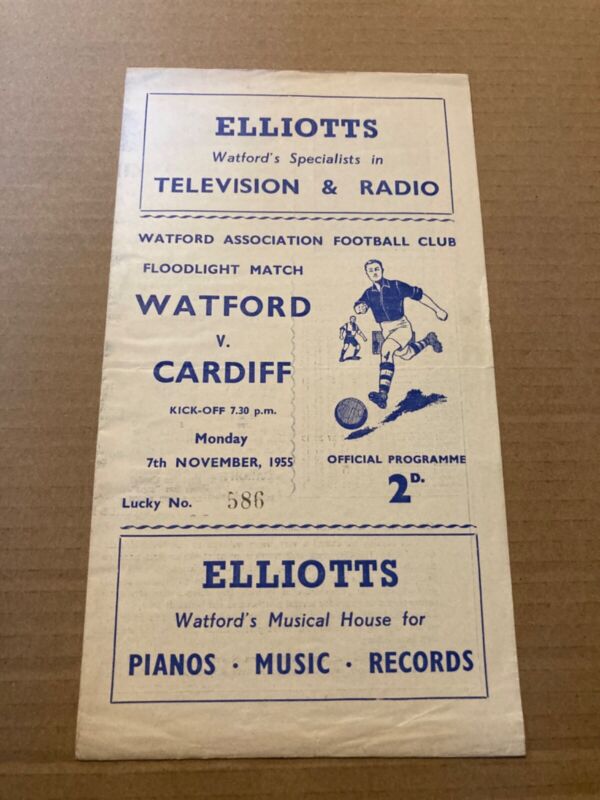 ELLIOTTS
Watford's Specialists in
TELEVISION & RADIO
WATFORD ASSOCIATION FOOTBALL CLUB
FLOODLIGHT MATCH
WATFORD
V.
CARDIFF
KICK-OFF 7.30 p.m.
Monday
7th NOVEMBER, 1955
OFFICIAL PROGRAMME
2D.
Lucky No. 586
ELLIOTTS
Watford's Musical House for
PIANOS · MUSIC · RECORDS